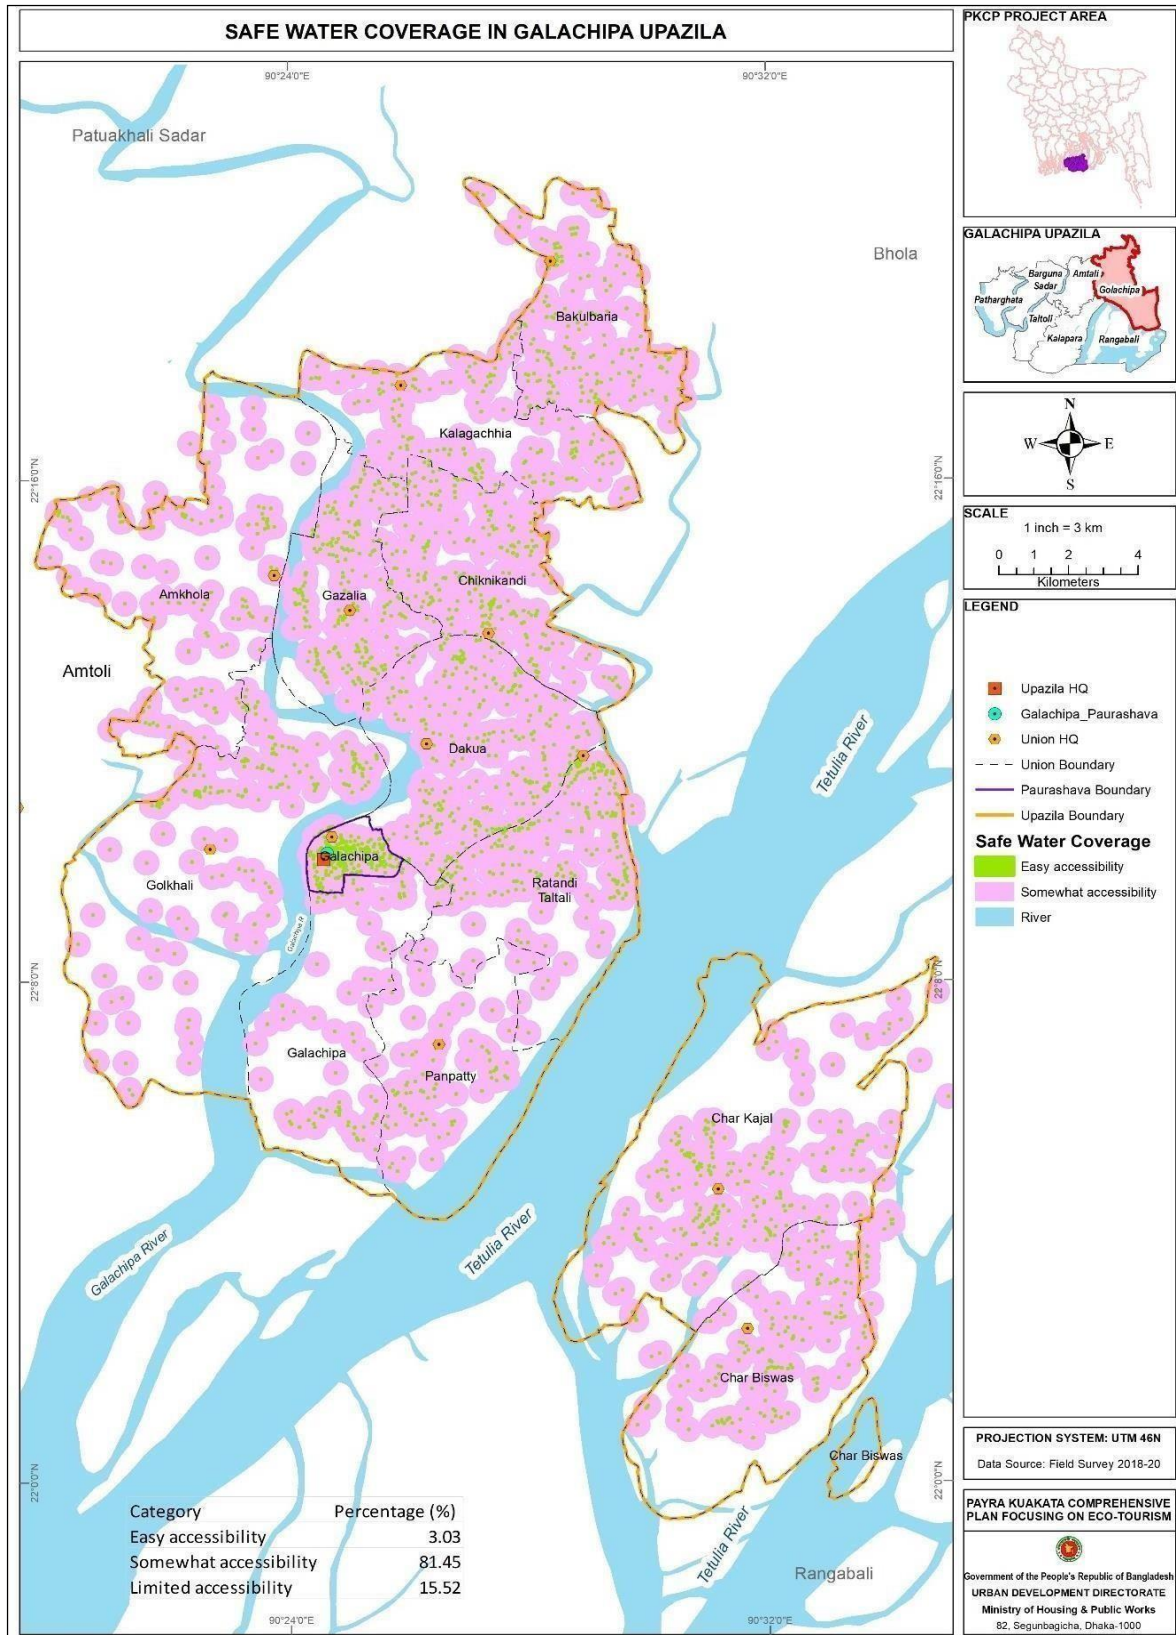 SAFE WATER COVERAGE IN GALACHIPA UPAZILA
90°24'0"E
90°32'0"E
Patuakhali Sadar
Bhola
Bakulbaria
Kalagachhia
22°16'0"N
22°16'0"N
Amkhola
Gazalia
Chiknikandi
Amtoli
Dakua
Tetulia River
Galachipa
Golkhali
Ratandi
Taltali
Galachipa R
22°8'0"N
22°8'0"N
Galachipa
Panpatty
Char Kajal
Galachipa River
Tetulia River
Char Biswas
Char Biswas
22°0'0"N
22°0'0"N
Tetulia River
Rangabali
Category Percentage (%)
Easy accessibility 3.03
Somewhat accessibility 81.45
Limited accessibility 15.52
90°24'0"E
90°32'0"E
PKCP PROJECT AREA
GALACHIPA UPAZILA
Barguna
Sadar
Amtali
Golachipa
Patharghata
Taltoli
Kalapara
Rangabali
N
W E
S
SCALE
1 inch = 3 km
0 1 2 4
Kilometers
LEGEND
Upazila HQ
Galachipa_Paurashava
Union HQ
Union Boundary
Paurashava Boundary
Upazila Boundary
Safe Water Coverage
Easy accessibility
Somewhat accessibility
River
PROJECTION SYSTEM: UTM 46N
Data Source: Field Survey 2018-20
PAYRA KUAKATA COMPREHENSIVE
PLAN FOCUSING ON ECO-TOURISM
Government of the People's Republic of Bangladesh
URBAN DEVELOPMENT DIRECTORATE
Ministry of Housing & Public Works
82, Segunbagicha, Dhaka-1000